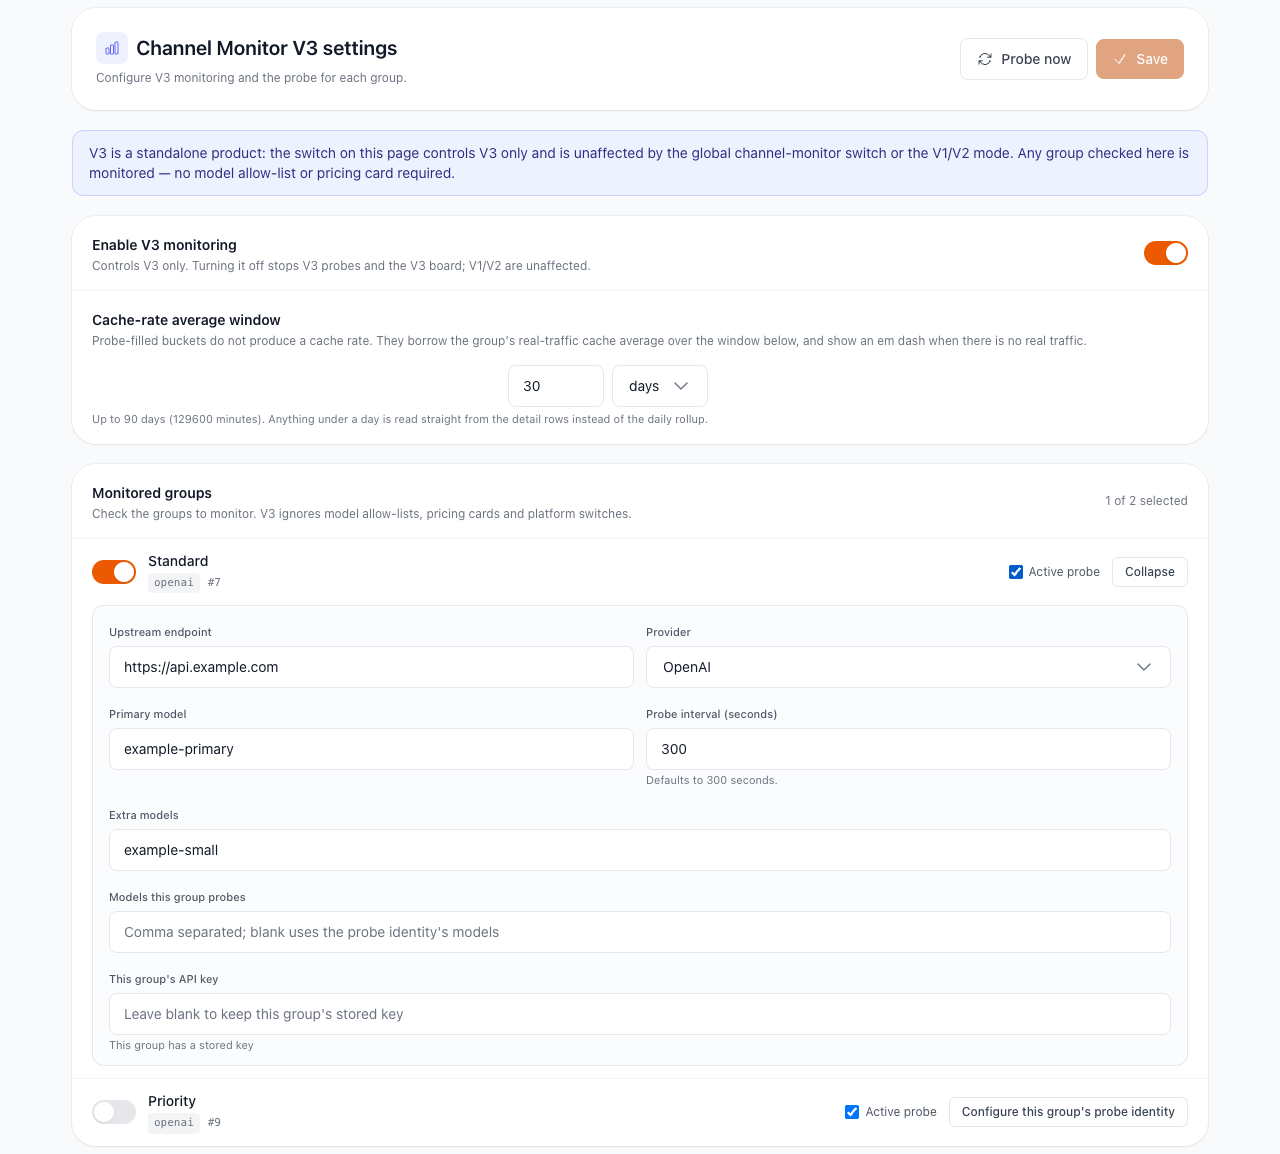 Channel Monitor V3 settings
Configure V3 monitoring and the probe for each group.
Probe now
Save
V3 is a standalone product: the switch on this page controls V3 only and is unaffected by the global channel-monitor switch or the V1/V2 mode. Any group checked here is
monitored — no model allow-list or pricing card required.
Enable V3 monitoring
Controls V3 only. Turning it off stops V3 probes and the V3 board; V1/V2 are unaffected.
Cache-rate average window
Probe-filled buckets do not produce a cache rate. They borrow the group's real-traffic cache average over the window below, and show an em dash when there is no real traffic.
30
days
Up to 90 days (129600 minutes). Anything under a day is read straight from the detail rows instead of the daily rollup.
Monitored groups
Check the groups to monitor. V3 ignores model allow-lists, pricing cards and platform switches.
1 of 2 selected
Standard
openai #7
Active probe
Collapse
Upstream endpoint
https://api.example.com
Provider
OpenAI
Primary model
example-primary
Probe interval (seconds)
300
Defaults to 300 seconds.
Extra models
example-small
Models this group probes
Comma separated; blank uses the probe identity's models
This group's API key
Leave blank to keep this group's stored key
This group has a stored key
Priority
openai #9
Active probe
Configure this group's probe identity